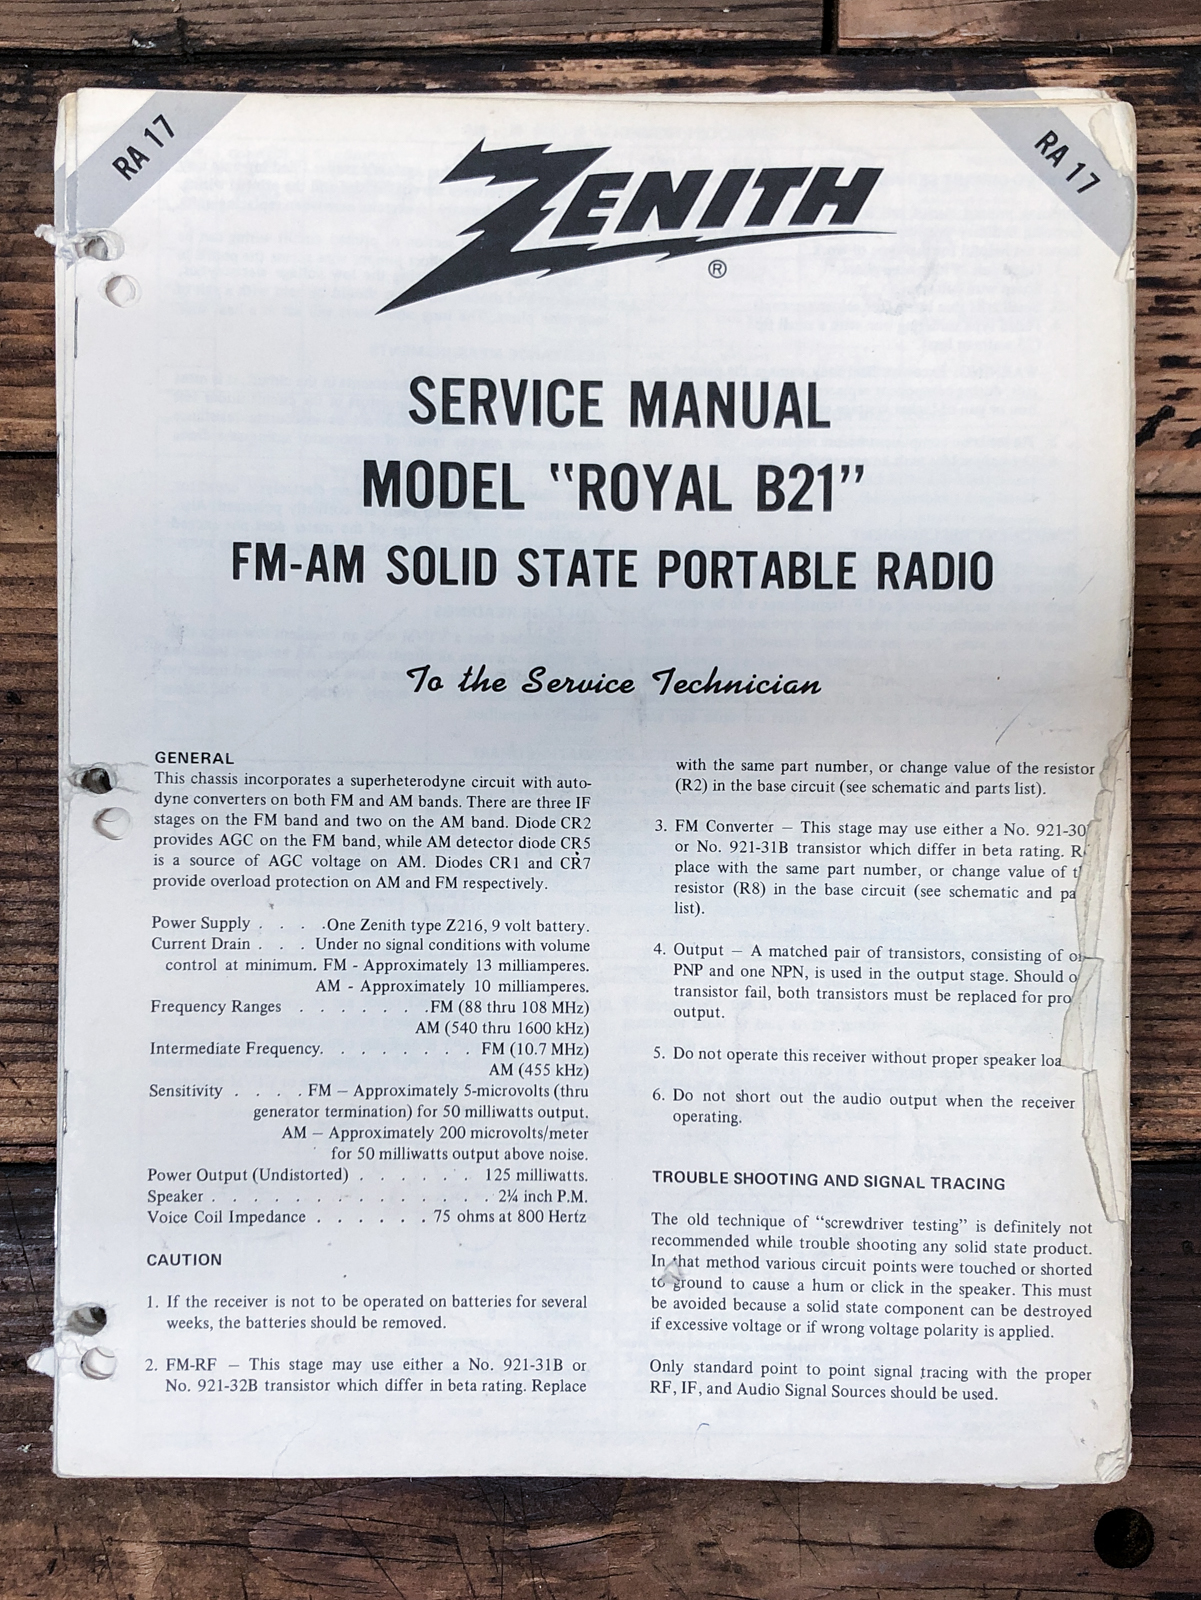 RA 17
RA 17
ZENITH
®
SERVICE MANUAL
MODEL "ROYAL B21"
FM-AM SOLID STATE PORTABLE RADIO
To the Service Technician
GENERAL
This chassis incorporates a superheterodyne circuit with auto-
dyne converters on both FM and AM bands. There are three IF
stages on the FM band and two on the AM band. Diode CR2
provides AGC on the FM band, while AM detector diode CR5
is a source of AGC voltage on AM. Diodes CR1 and CR7
provide overload protection on AM and FM respectively.
Power Supply . . . .One Zenith type Z216, 9 volt battery.
Current Drain . . . Under no signal conditions with volume
control at minimum. FM - Approximately 13 milliamperes.
AM - Approximately 10 milliamperes.
Frequency Ranges . . . . . . .FM (88 thru 108 MHz)
AM (540 thru 1600 kHz)
Intermediate Frequency. . . . . . . . FM (10.7 MHz)
AM (455 kHz)
Sensitivity . . . . FM – Approximately 5-microvolts (thru
generator termination) for 50 milliwatts output.
AM – Approximately 200 microvolts/meter
for 50 milliwatts output above noise.
Power Output (Undistorted) . . . . . . 125 milliwatts.
Speaker . . . . . . . . . . . . . . . 2¼ inch P.M.
Voice Coil Impedance . . . . . . 75 ohms at 800 Hertz
CAUTION
1. If the receiver is not to be operated on batteries for several
weeks, the batteries should be removed.
2. FM-RF – This stage may use either a No. 921-31B or
No. 921-32B transistor which differ in beta rating. Replace
with the same part number, or change value of the resistor
(R2) in the base circuit (see schematic and parts list).
3. FM Converter – This stage may use either a No. 921-30
or No. 921-31B transistor which differ in beta rating. R
place with the same part number, or change value of
resistor (R8) in the base circuit (see schematic and pa
list).
4. Output – A matched pair of transistors, consisting of
PNP and one NPN, is used in the output stage. Should
transistor fail, both transistors must be replaced for pro
output.
5. Do not operate this receiver without proper speaker loa
6. Do not short out the audio output when the receiver
operating.
TROUBLE SHOOTING AND SIGNAL TRACING
The old technique of "screwdriver testing" is definitely not
recommended while trouble shooting any solid state product.
In that method various circuit points were touched or shorted
to ground to cause a hum or click in the speaker. This must
be avoided because a solid state component can be destroyed
if excessive voltage or if wrong voltage polarity is applied.
Only standard point to point signal tracing with the proper
RF, IF, and Audio Signal Sources should be used.